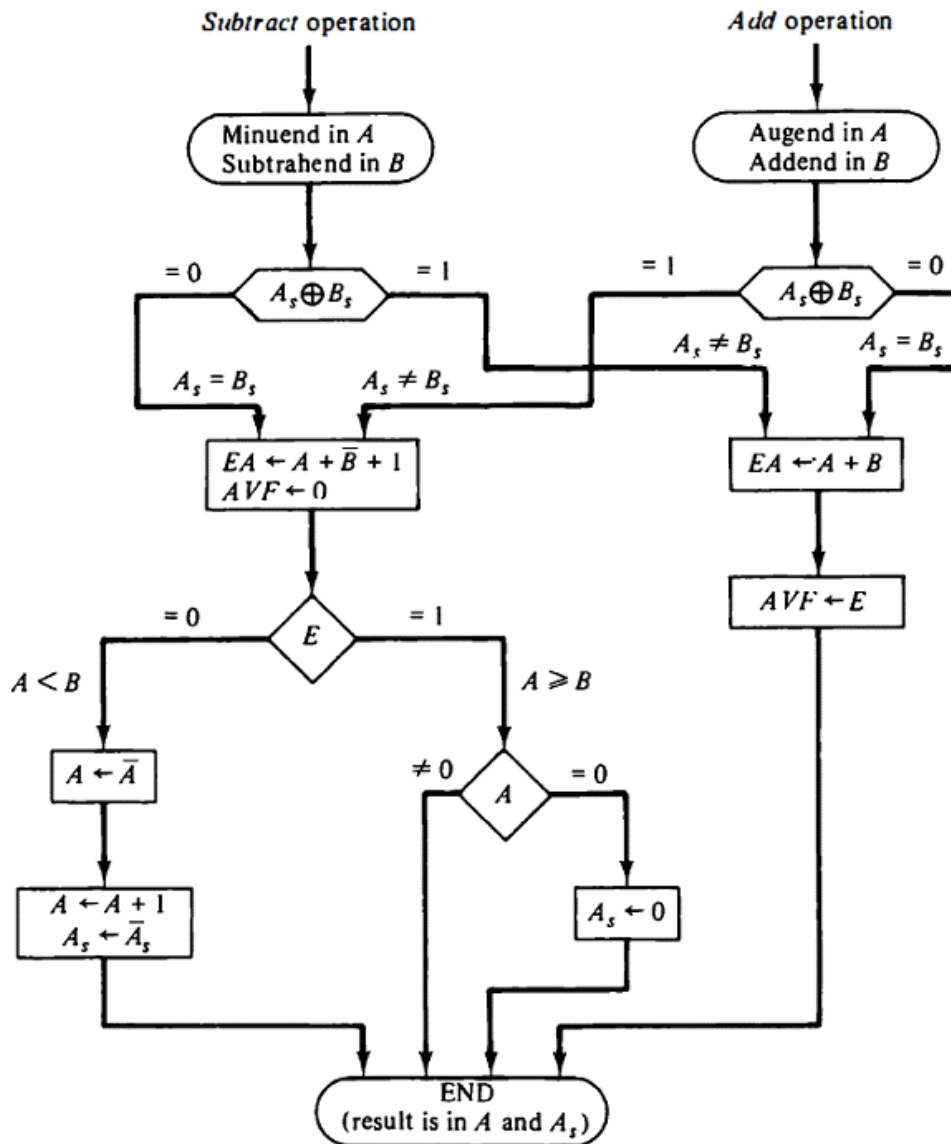 Subtract operation
Add operation
Minuend in A
Subtrahend in B
Augend in A
Addend in B
= 0
A_s ⊕ B_s
= 1
= 1
A_s ⊕ B_s
= 0
A_s = B_s
A_s ≠ B_s
A_s ≠ B_s
A_s = B_s
EA ← A + B̅ + 1
AVF ← 0
EA ← A + B
= 0
E
= 1
AVF ← E
A < B
A ⩾ B
A ← A̅
≠ 0
A
= 0
A ← A + 1
A_s ← A̅_s
A_s ← 0
END
(result is in A and A_s)